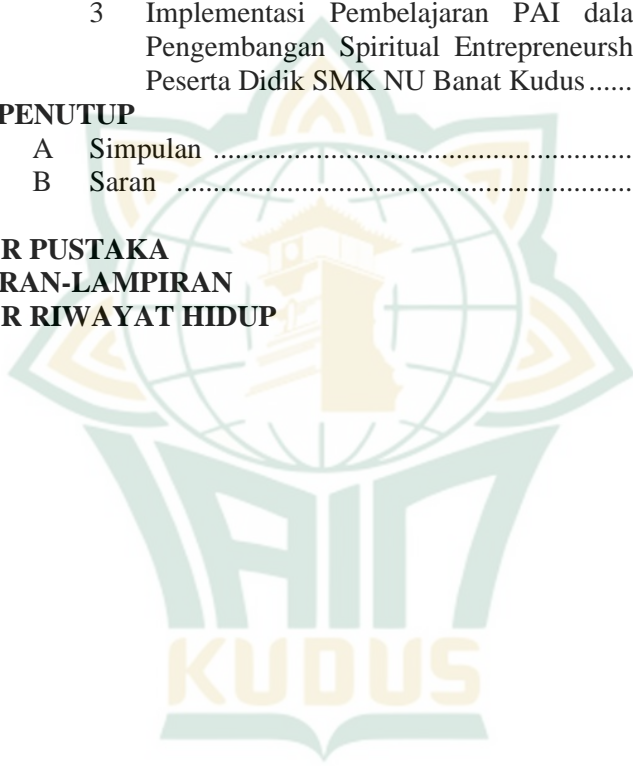 3 Implementasi Pembelajaran PAI dala
Pengembangan Spiritual Entrepreneursh
Peserta Didik SMK NU Banat Kudus ......
PENUTUP
A Simpulan ....................................................
B Saran .........................................................
R PUSTAKA
RAN-LAMPIRAN
R RIWAYAT HIDUP
IAIN
KUDUS